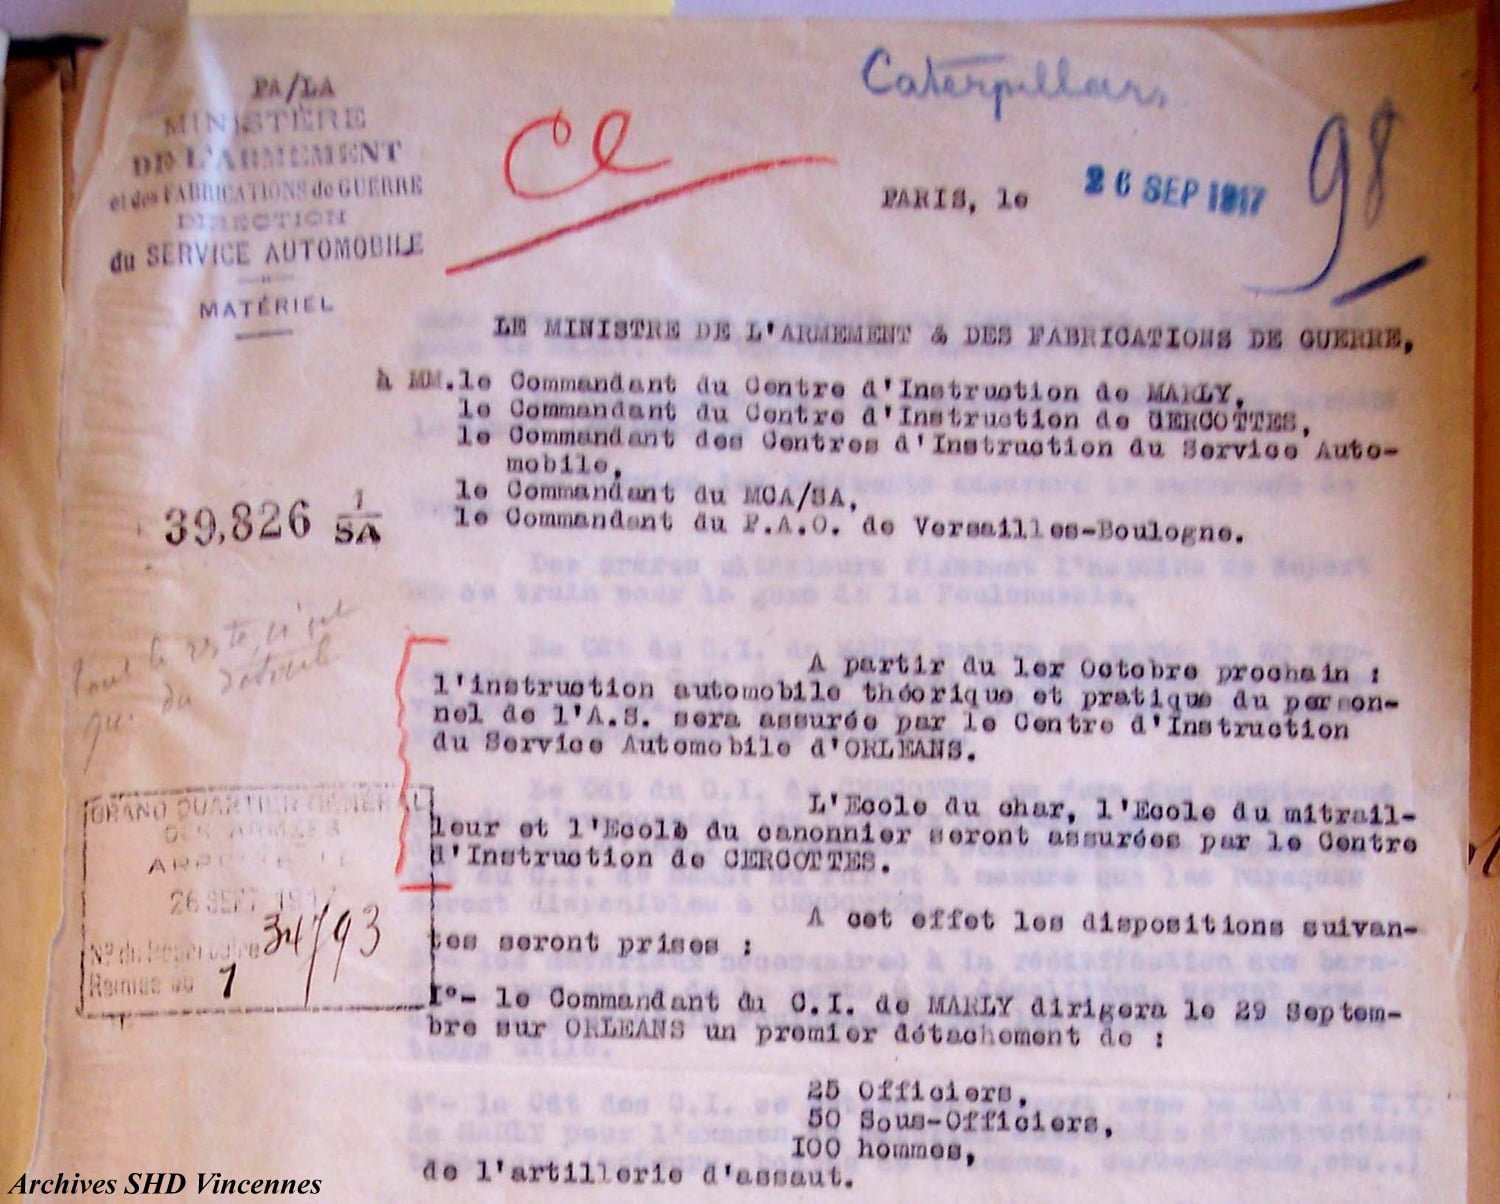 PA/LA
MINISTÈRE
DE L'ARMEMENT
et des FABRICATIONS de GUERRE
DIRECTION
du SERVICE AUTOMOBILE
MATÉRIEL
Ce
Caterpillars
98
PARIS, le 26 SEP 1917
LE MINISTRE DE L'ARMEMENT & DES FABRICATIONS DE GUERRE,
à MM.le Commandant du Centre d'Instruction de MARLY,
le Commandant du Centre d'Instruction de CERCOTTES,
le Commandant des Centres d'Instruction du Service Auto-
mobile,
le Commandant du MCA/SA,
le Commandant du P.A.O. de Versailles-Boulogne.
39,826 1/SA
A partir du 1er Octobre prochain :
l'instruction automobile théorique et pratique du person-
nel de l'A.S. sera assurée par le Centre d'Instruction
du Service Automobile d'ORLEANS.
L'Ecole du char, l'Ecole du mitrail-
leur et l'Ecole du canonnier seront assurées par le Centre
d'Instruction de CERCOTTES.
GRAND QUARTIER GÉNÉRAL
DES ARMÉES
26 SEPT 1917
N° du Répertoire 34793
Remise au 1
A cet effet les dispositions suivan-
tes seront prises :
I°- le Commandant du C.I. de MARLY dirigera le 29 Septem-
bre sur ORLEANS un premier détachement de :
25 Officiers,
50 Sous-Officiers,
100 hommes,
de l'artillerie d'assaut.
Archives SHD Vincennes